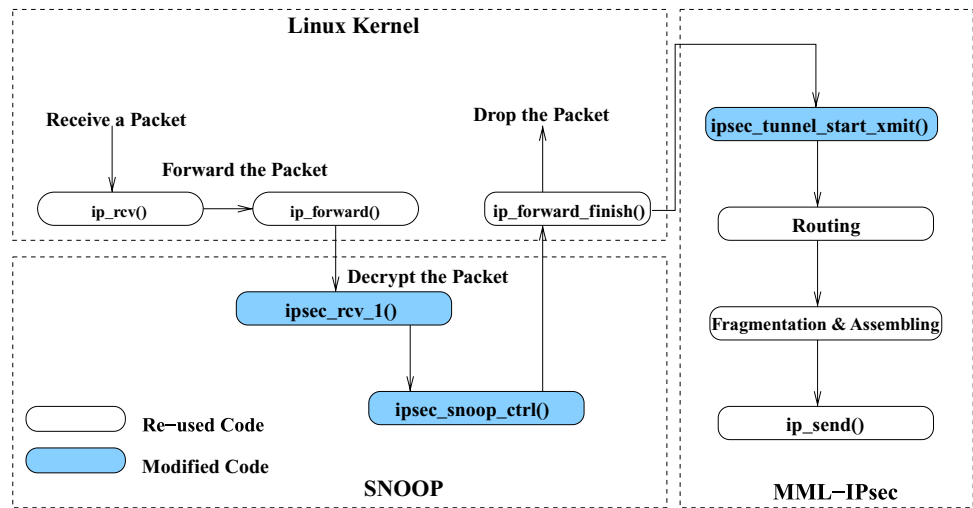 Linux Kernel
Receive a Packet
Drop the Packet
Forward the Packet
ip_rcv()
ip_forward()
ip_forward_finish()
Decrypt the Packet
ipsec_rcv_1()
ipsec_snoop_ctrl()
Re−used Code
Modified Code
SNOOP
ipsec_tunnel_start_xmit()
Routing
Fragmentation & Assembling
ip_send()
MML−IPsec